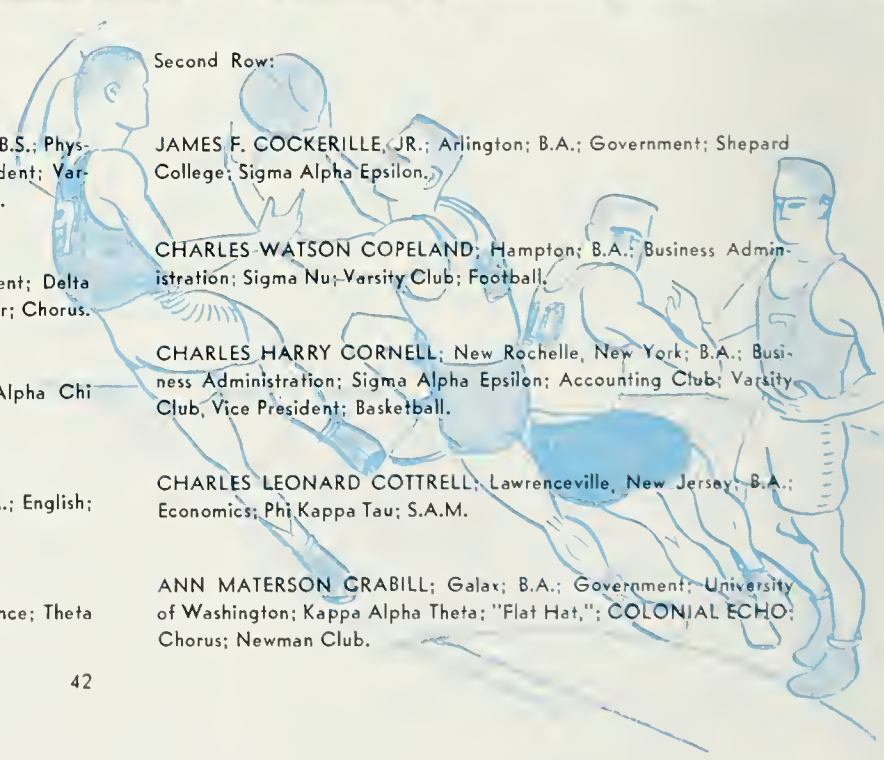 B.S.; Phys-
dent; Var-
ent; Delta
r; Chorus.
Alpha Chi
.; English;
nce; Theta
42
Second Row:
JAMES F. COCKERILLE, JR.; Arlington; B.A.; Government; Shepard
College; Sigma Alpha Epsilon.
CHARLES WATSON COPELAND; Hampton; B.A.; Business Admin-
istration; Sigma Nu; Varsity Club; Football.
CHARLES HARRY CORNELL; New Rochelle, New York; B.A.; Busi-
ness Administration; Sigma Alpha Epsilon; Accounting Club; Varsity
Club, Vice President; Basketball.
CHARLES LEONARD COTTRELL; Lawrenceville, New Jersey; B.A.;
Economics; Phi Kappa Tau; S.A.M.
ANN MATERSON CRABILL; Galax; B.A.; Government; University
of Washington; Kappa Alpha Theta; "Flat Hat,"; COLONIAL ECHO;
Chorus; Newman Club.